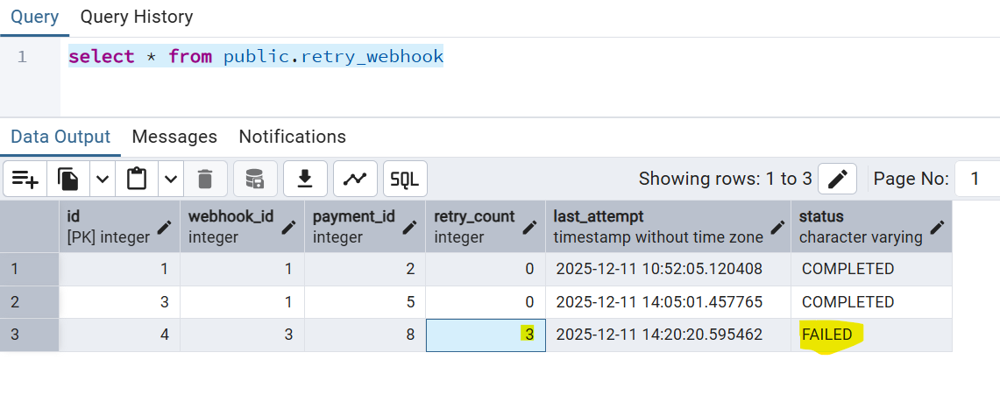 Query Query History
1 select * from public.retry_webhook
Data Output Messages Notifications
SQL Showing rows: 1 to 3 Page No: 1
id webhook_id payment_id retry_count last_attempt status
[PK] integer integer integer integer timestamp without time zone character varying
1 1 1 2 0 2025-12-11 10:52:05.120408 COMPLETED
2 3 1 5 0 2025-12-11 14:05:01.457765 COMPLETED
3 4 3 8 3 2025-12-11 14:20:20.595462 FAILED